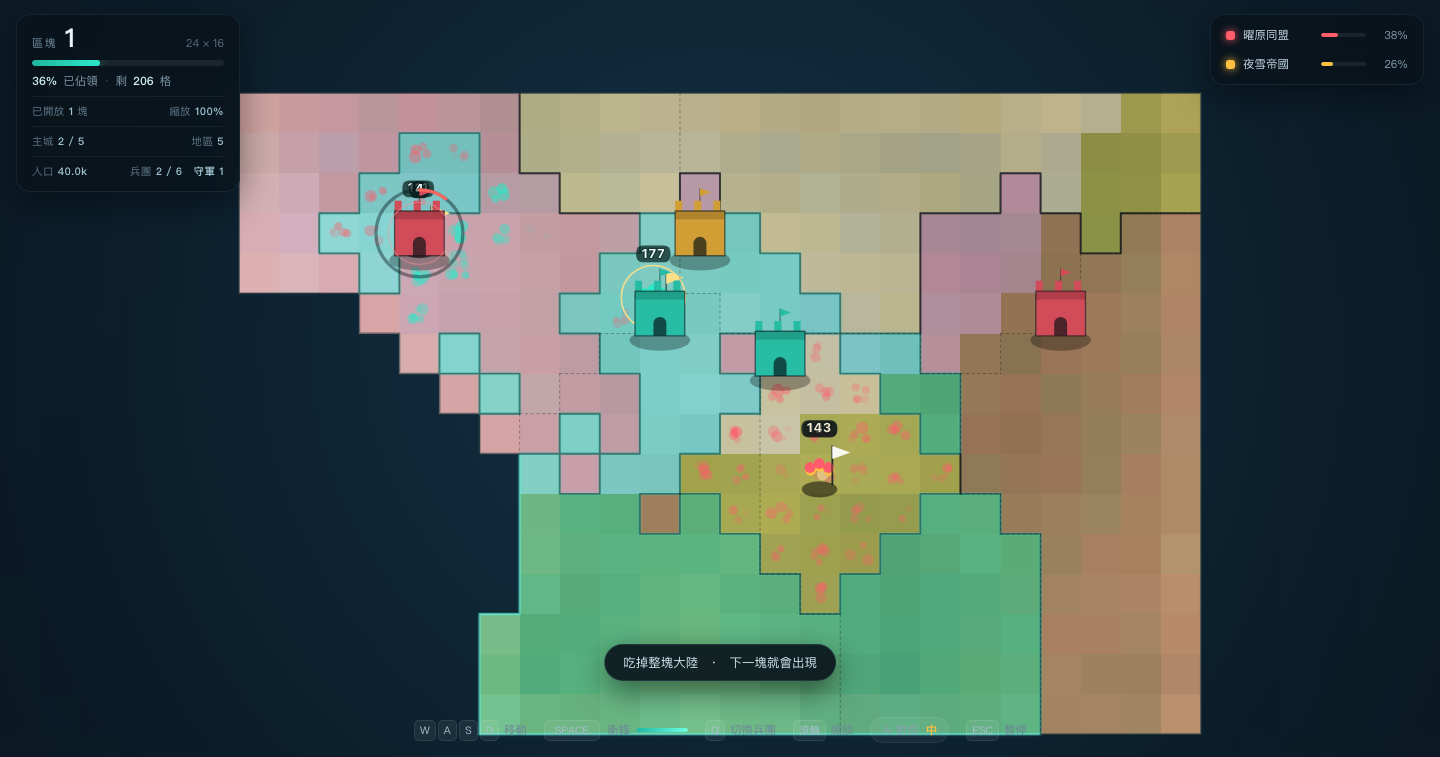 區塊 1 24 × 16
36% 已佔領 · 剩 206 格
已開放 1 塊 縮放 100%
主城 2 / 5 地區 5
人口 40.0k 兵團 2 / 6 守軍 1
曜原同盟 38%
夜雪帝國 26%
177
143
吃掉整塊大陸 · 下一塊就會出現
W A S D 移動 SPACE 衝鋒 Q 切換兵團 滾輪 縮放 中 ESC 暫停